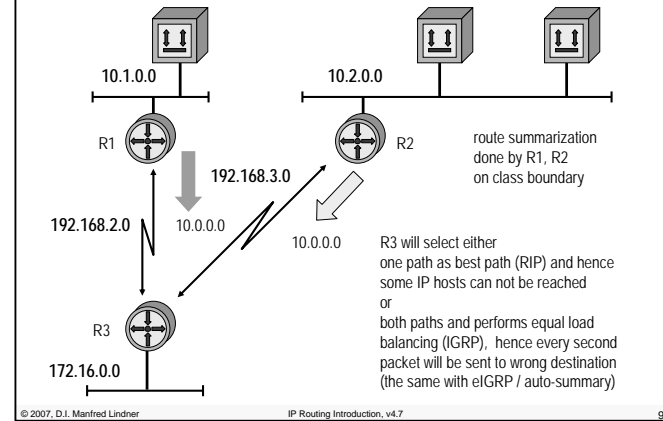 10.1.0.0
10.2.0.0
R1
R2
route summarization
done by R1, R2
on class boundary
192.168.3.0
192.168.2.0
10.0.0.0
10.0.0.0
R3 will select either
one path as best path (RIP) and hence
some IP hosts can not be reached
or
both paths and performs equal load
balancing (IGRP), hence every second
packet will be sent to wrong destination
(the same with eIGRP / auto-summary)
R3
172.16.0.0
© 2007, D.I. Manfred Lindner
IP Routing Introduction, v4.7
9